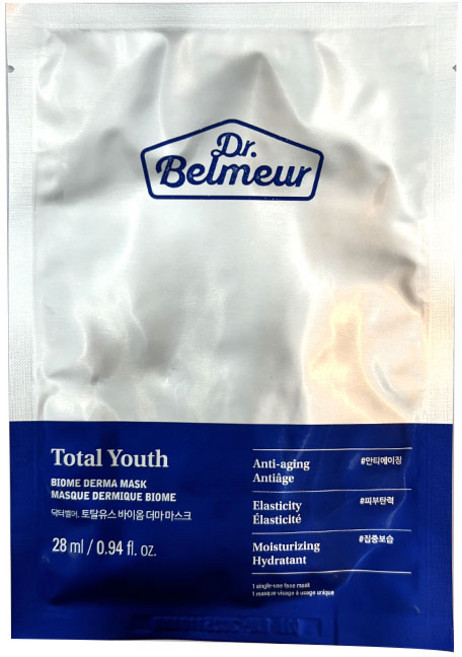 Dr.
Belmeur
Total Youth
BIOME DERMA MASK
MASQUE DERMIQUE BIOME
닥터벨머, 토탈유스 바이옴 더마 마스크
28 ml / 0.94 fl. oz.
Anti-aging #안티에이징
Antiâge
Elasticity #피부탄력
Élasticité
Moisturizing #집중보습
Hydratant
1 single-use face mask
1 masque visage à usage unique